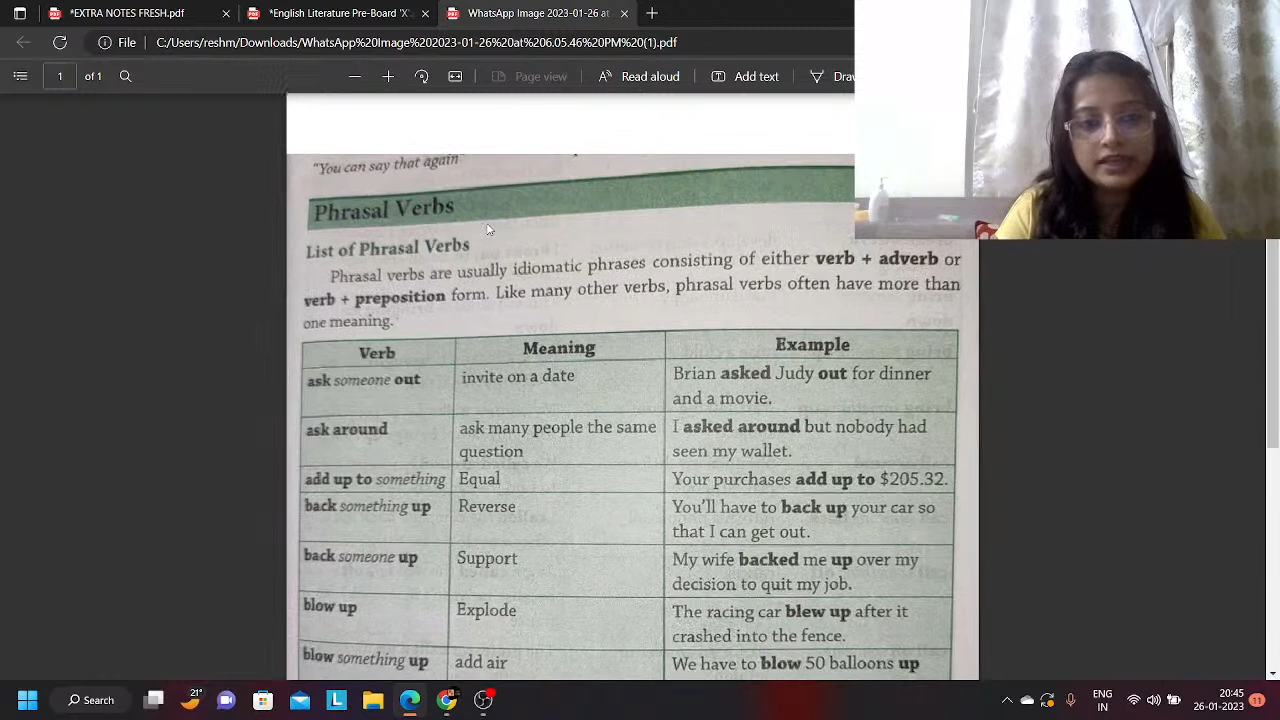 *EXTRA NOTES FRESH.pdf
*English Literature Pre-Board 'X'
WhatsApp Image 2023-01-26 at
File
C:/Users/reshm/Downloads/WhatsApp%20Image%202023-01-26%20at%206.05.46%20PM%20(1).pdf
1 of 1
Page view
Read aloud
Add text
"You can say that again"
Phrasal Verbs
List of Phrasal Verbs
Phrasal verbs are usually idiomatic phrases consisting of either verb + adverb or
verb + preposition form. Like many other verbs, phrasal verbs often have more than
one meaning.
Verb Meaning Example
ask someone out invite on a date Brian asked Judy out for dinner
and a movie.
ask around ask many people the same I asked around but nobody had
question seen my wallet.
add up to something Equal Your purchases add up to $205.32.
back something up Reverse You'll have to back up your car so
that I can get out.
back someone up Support My wife backed me up over my
decision to quit my job.
blow up Explode The racing car blew up after it
crashed into the fence.
blow something up add air We have to blow 50 balloons up
Search
ENG
IN
20:45
26-01-2023
11